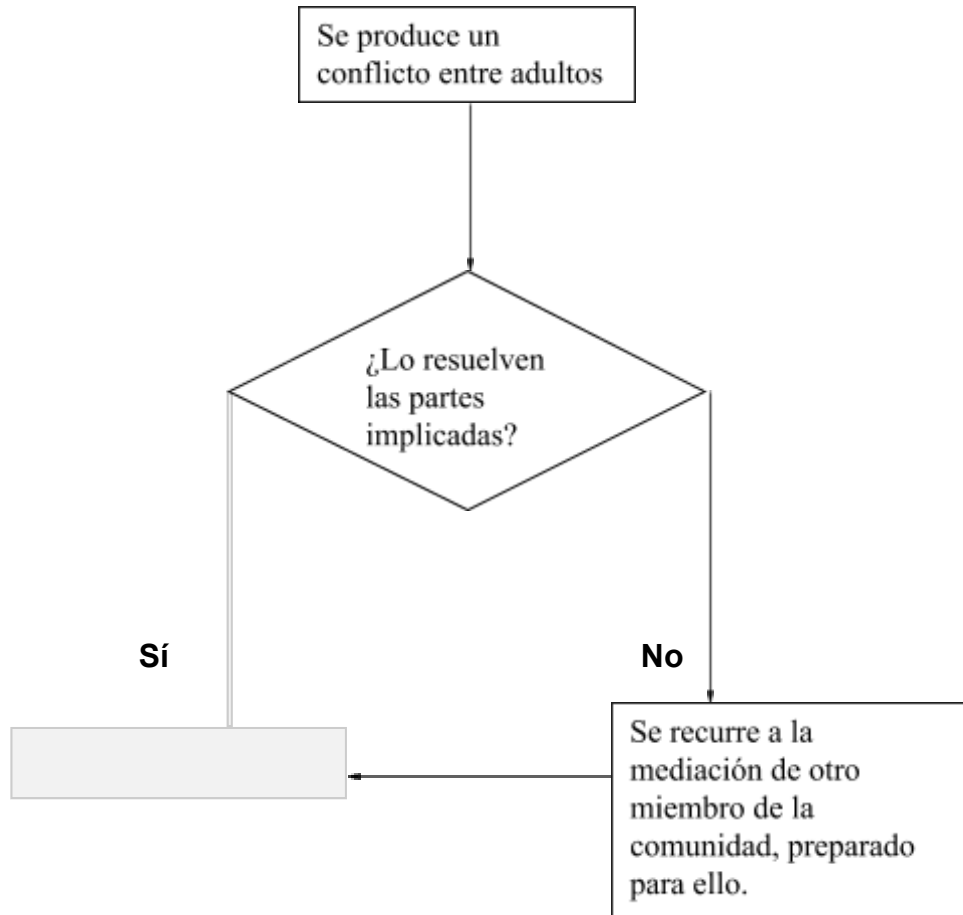 Se produce un
conflicto entre adultos
¿Lo resuelven
las partes
implicadas?
Sí
No
Se recurre a la
mediación de otro
miembro de la
comunidad, preparado
para ello.